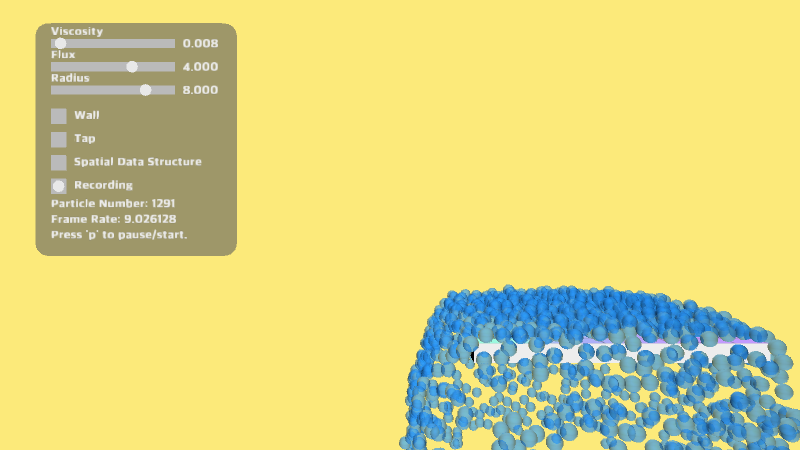 Viscosity
0.008
Flux
4.000
Radius
8.000
Wall
Tap
Spatial Data Structure
Recording
Particle Number: 1291
Frame Rate: 9.026128
Press 'p' to pause/start.